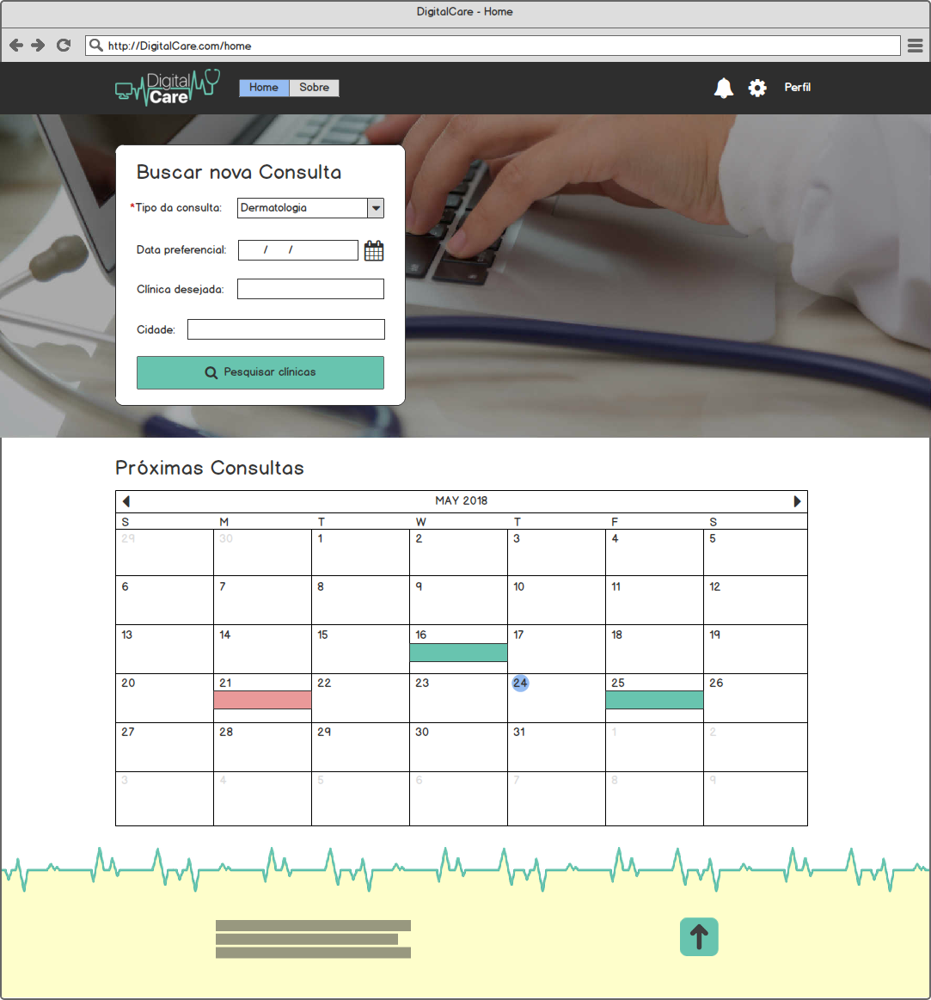 DigitalCare - Home
http://DigitalCare.com/home
Digital
Care
Home Sobre Perfil
Buscar nova Consulta
*Tipo da consulta: Dermatologia
Data preferencial: / /
Clínica desejada:
Cidade:
Pesquisar clínicas
Próximas Consultas
MAY 2018
S M T W T F S
29 30 1 2 3 4 5
6 7 8 9 10 11 12
13 14 15 16 17 18 19
20 21 22 23 24 25 26
27 28 29 30 31 1 2
3 4 5 6 7 8 9